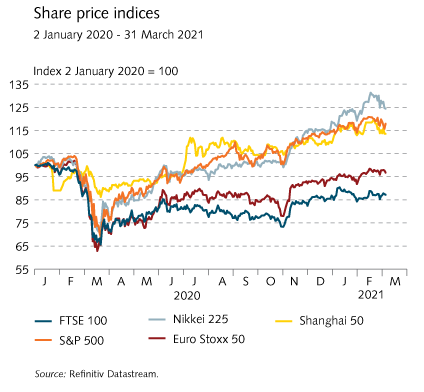 Share price indices
2 January 2020 - 31 March 2021
Index 2 January 2020 = 100
135
125
115
105
95
85
75
65
55
J F M A M J J A S O N D J F M
2020 2021
FTSE 100 Nikkei 225 Shanghai 50
S&P 500 Euro Stoxx 50
Source: Refinitiv Datastream.